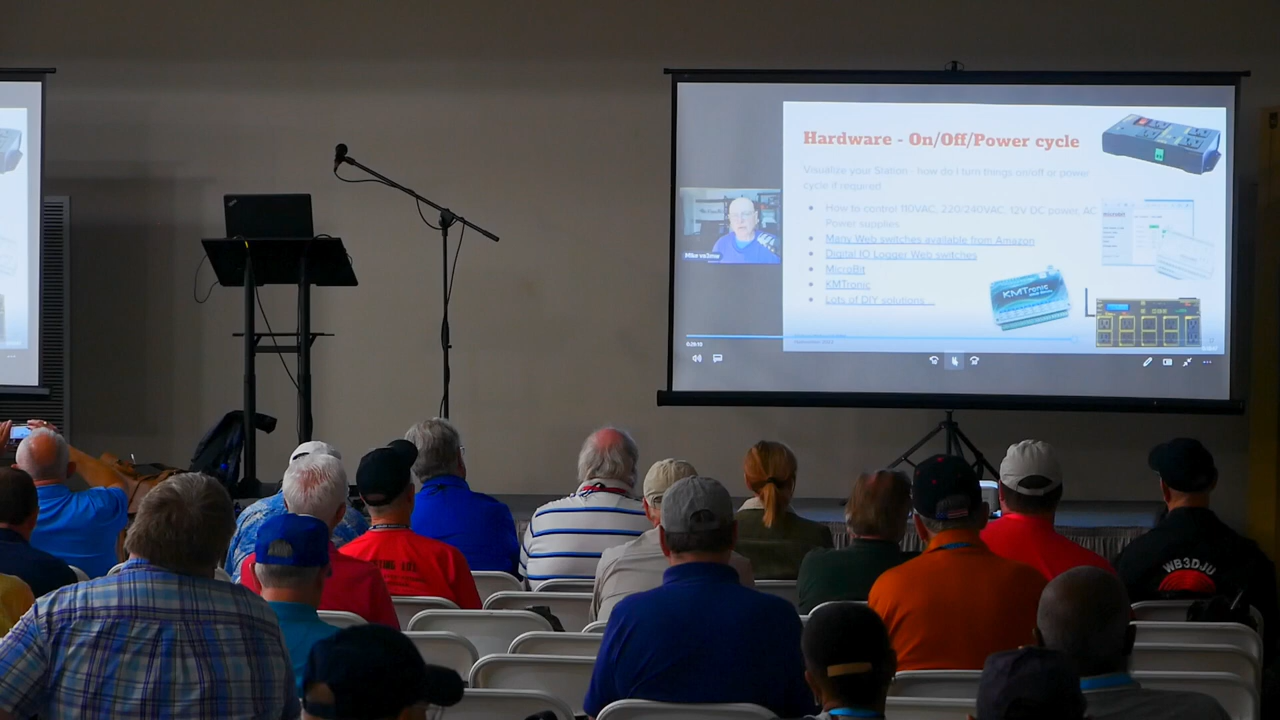 Hardware - On/Off/Power cycle
Visualize your Station - how do I turn things on/off or power
cycle if required
How to control 110VAC, 220/240VAC, 12V DC power, AC
Power supplies
Many Web switches available from Amazon
Digital IO Logger Web switches
MicroBit
KMTronic
Lots of DIY solutions....
KMTronic
WB3DJU